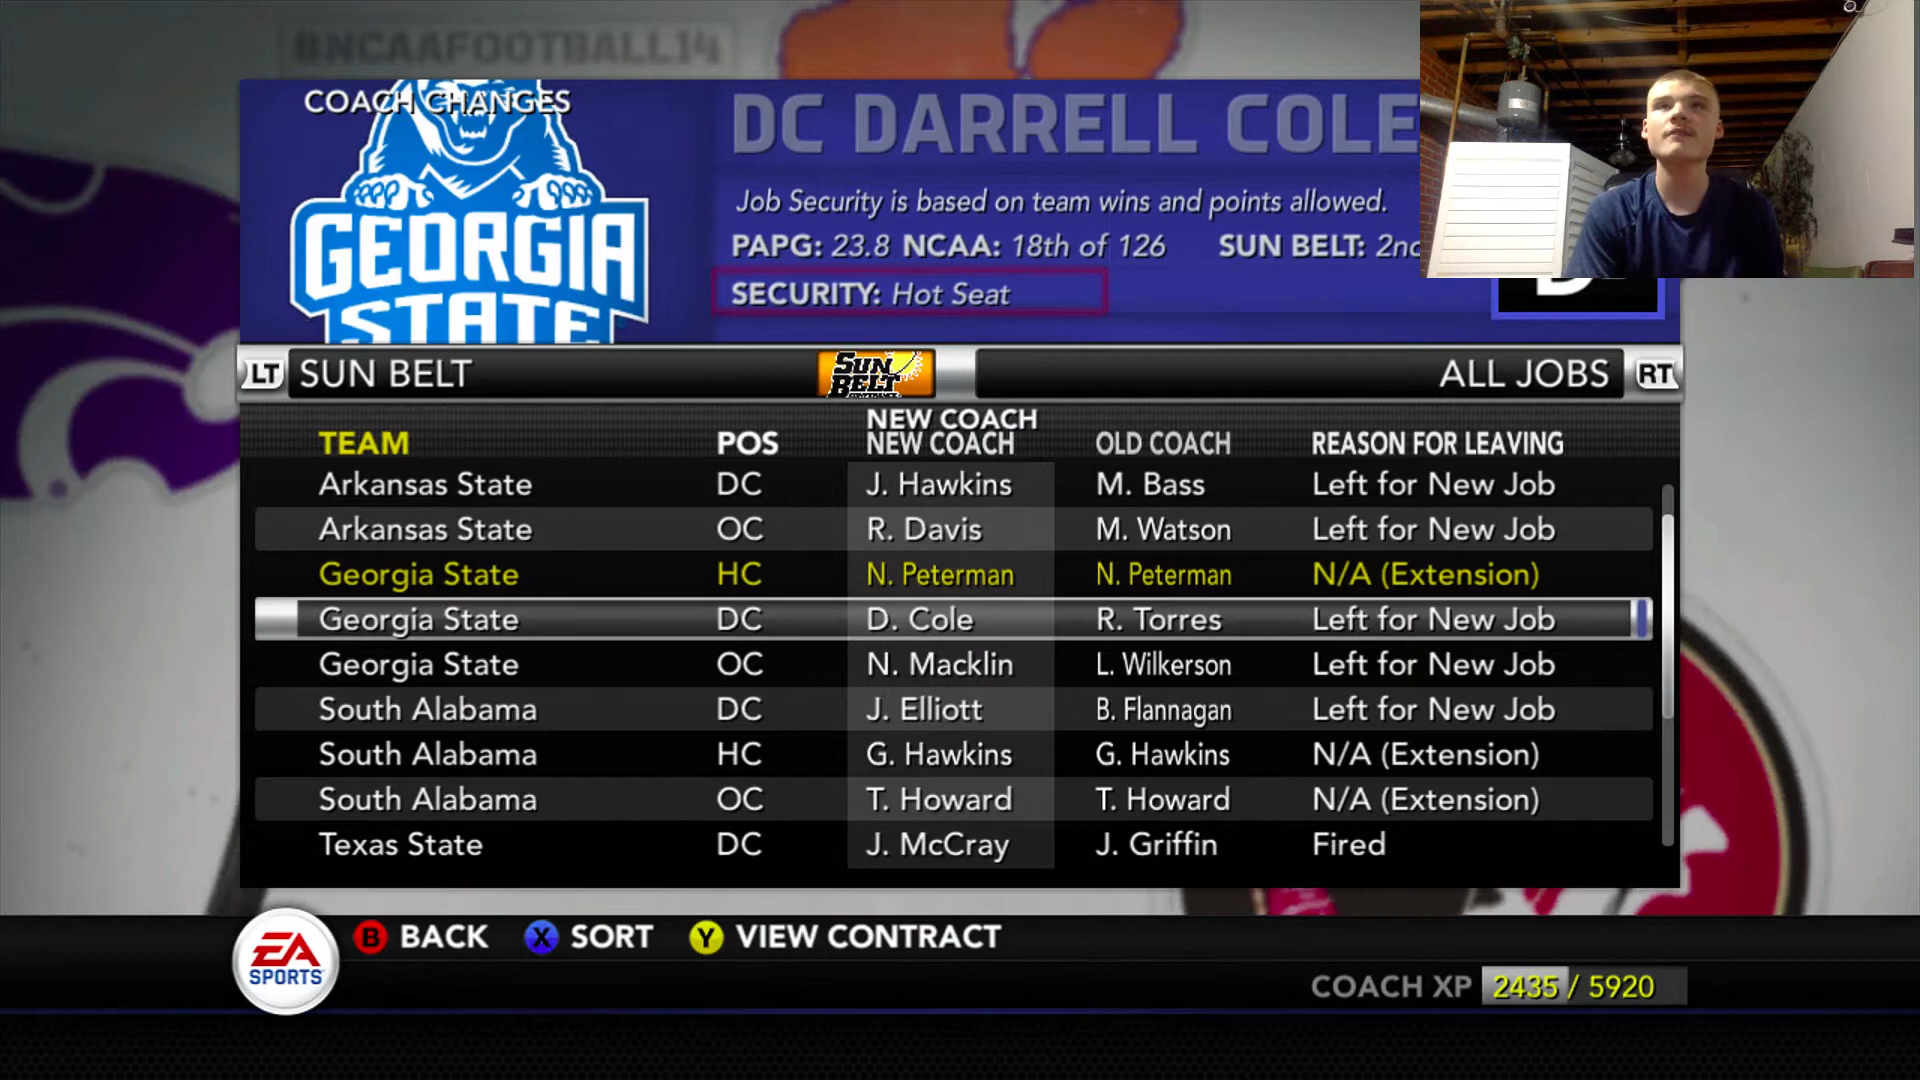 #NCAAFOOTBALL14
COACH CHANGES
DC DARRELL COLE
Job Security is based on team wins and points allowed.
PAPG: 23.8 NCAA: 18th of 126 SUN BELT: 2nd
SECURITY: Hot Seat
GEORGIA
STATE
LT SUN BELT SUN BELT ALL JOBS RT
NEW COACH
TEAM POS NEW COACH OLD COACH REASON FOR LEAVING
Arkansas State DC J. Hawkins M. Bass Left for New Job
Arkansas State OC R. Davis M. Watson Left for New Job
Georgia State HC N. Peterman N. Peterman N/A (Extension)
Georgia State DC D. Cole R. Torres Left for New Job
Georgia State OC N. Macklin L. Wilkerson Left for New Job
South Alabama DC J. Elliott B. Flannagan Left for New Job
South Alabama HC G. Hawkins G. Hawkins N/A (Extension)
South Alabama OC T. Howard T. Howard N/A (Extension)
Texas State DC J. McCray J. Griffin Fired
EA
SPORTS
B BACK X SORT Y VIEW CONTRACT
COACH XP 2435 / 5920